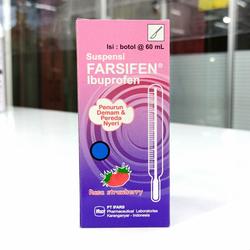 Isi : botol @ 60 mL
Suspensi
FARSIFEN®
Ibuprofen
Penurun
Demam &
Pereda
Nyeri
Rasa strawberry
PT IFARS
Pharmaceutical Laboratories
Karanganyar - Indonesia